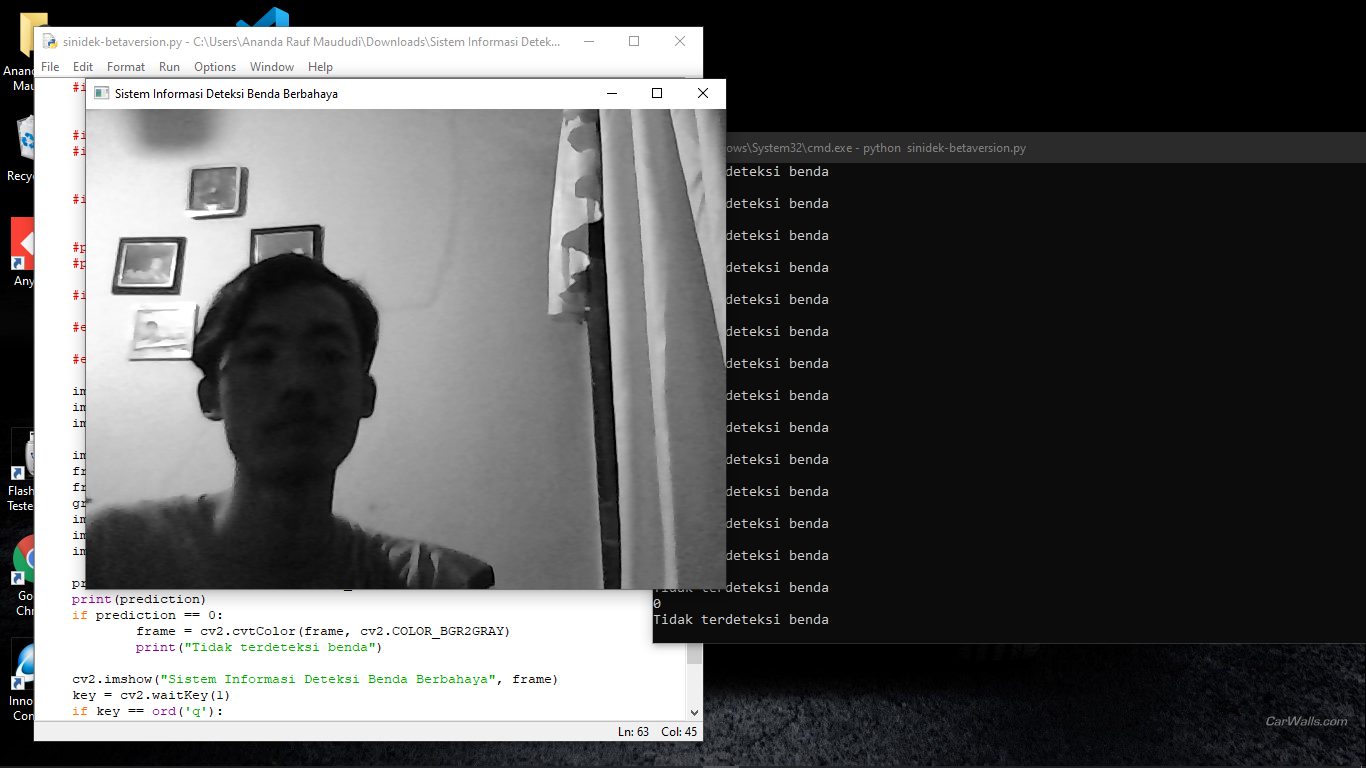 sinidek-betaversion.py - C:\Users\Ananda Rauf Maududi\Downloads\Sistem Informasi Detek...
File Edit Format Run Options Window Help
Sistem Informasi Deteksi Benda Berbahaya
#i
#i
#i
#i
#p
#p
#i
#e
#e
im
im
im
im
fr
fr
gr
im
im
im
pr
print(prediction)
if prediction == 0:
frame = cv2.cvtColor(frame, cv2.COLOR_BGR2GRAY)
print("Tidak terdeteksi benda")
cv2.imshow("Sistem Informasi Deteksi Benda Berbahaya", frame)
key = cv2.waitKey(1)
if key == ord('q'):
Ln: 63 Col: 45
ows\System32\cmd.exe - python sinidek-betaversion.py
deteksi benda
deteksi benda
deteksi benda
deteksi benda
deteksi benda
deteksi benda
deteksi benda
deteksi benda
deteksi benda
deteksi benda
deteksi benda
deteksi benda
deteksi benda
Tidak terdeteksi benda
0
Tidak terdeteksi benda
Anand
Mau
Recyc
Any
Flash
Teste
Go
Chr
Inno
Con
CarWalls.com